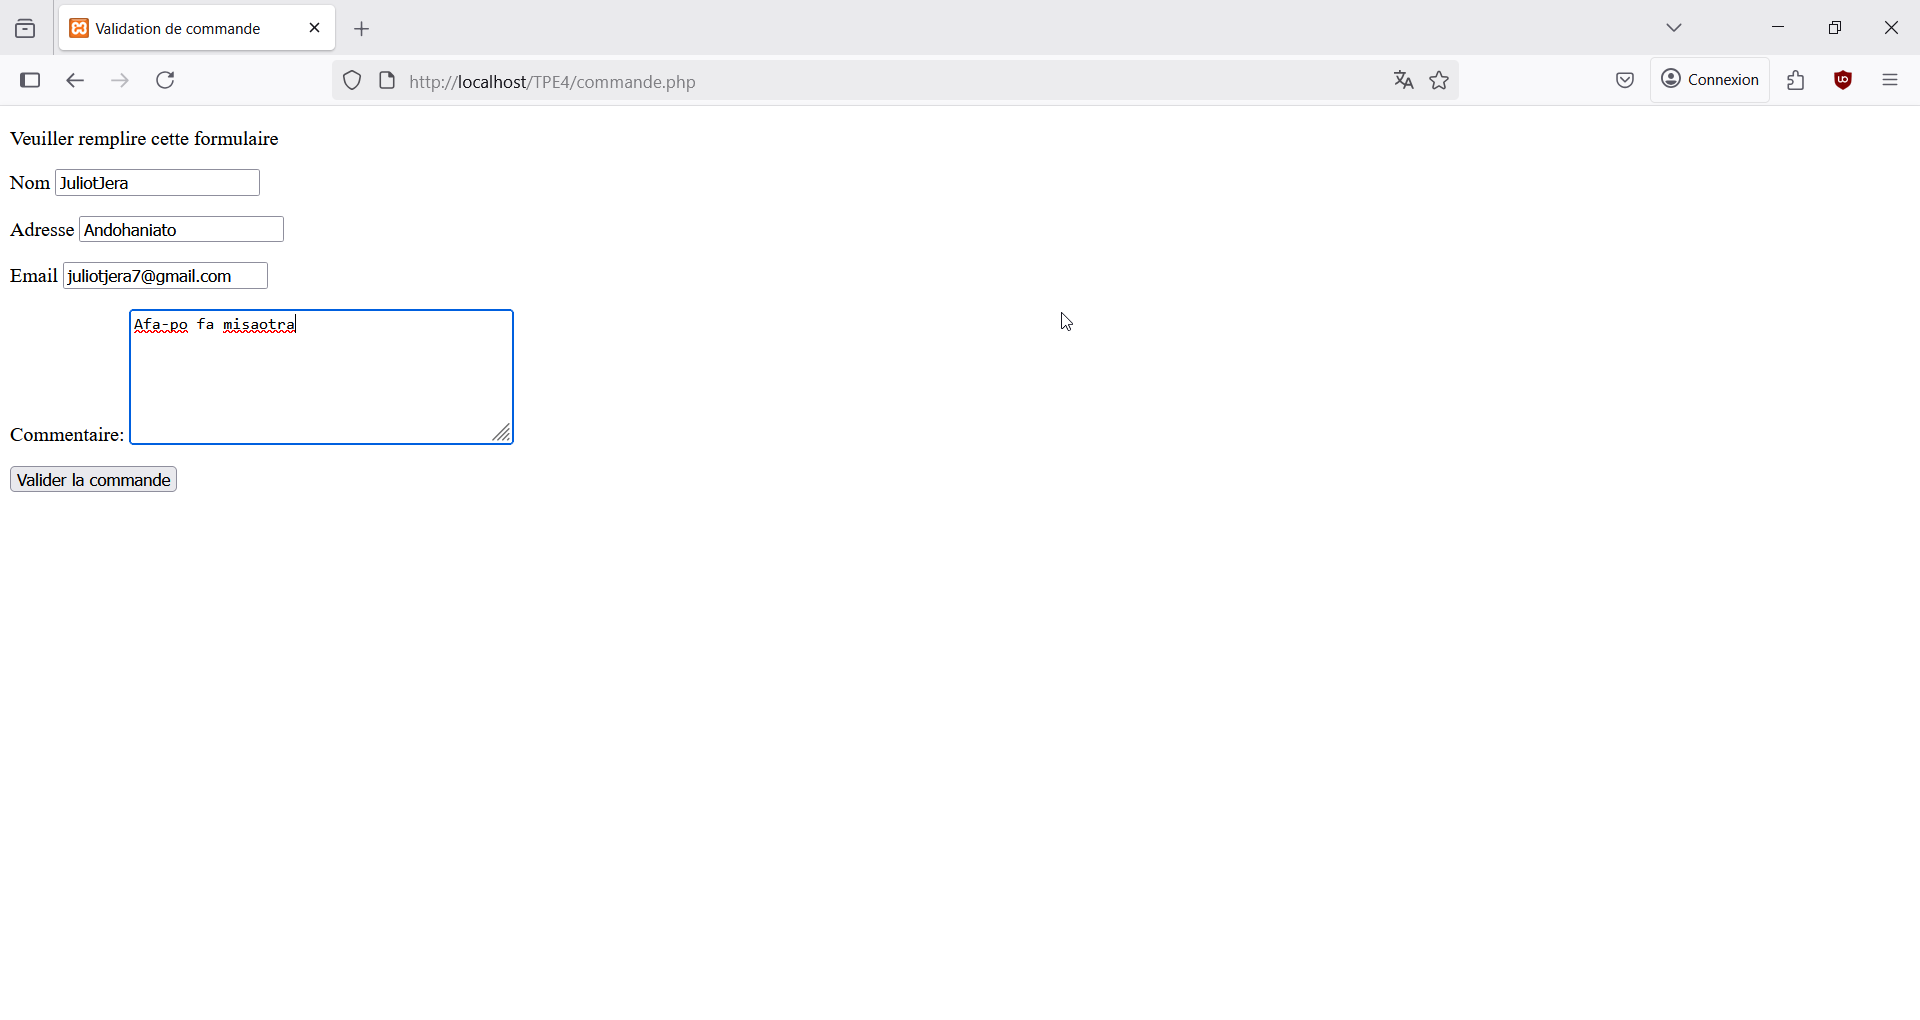 Validation de commande
http://localhost/TPE4/commande.php
Connexion
Veuiller remplire cette formulaire
Nom JuliotJera
Adresse Andohaniato
Email juliotjera7@gmail.com
Afa-po fa misaotra
Commentaire:
Valider la commande